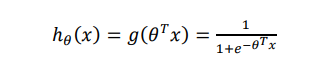 h_θ(x) = g(θ^T x) = 1 / (1+e^(−θ^T x))